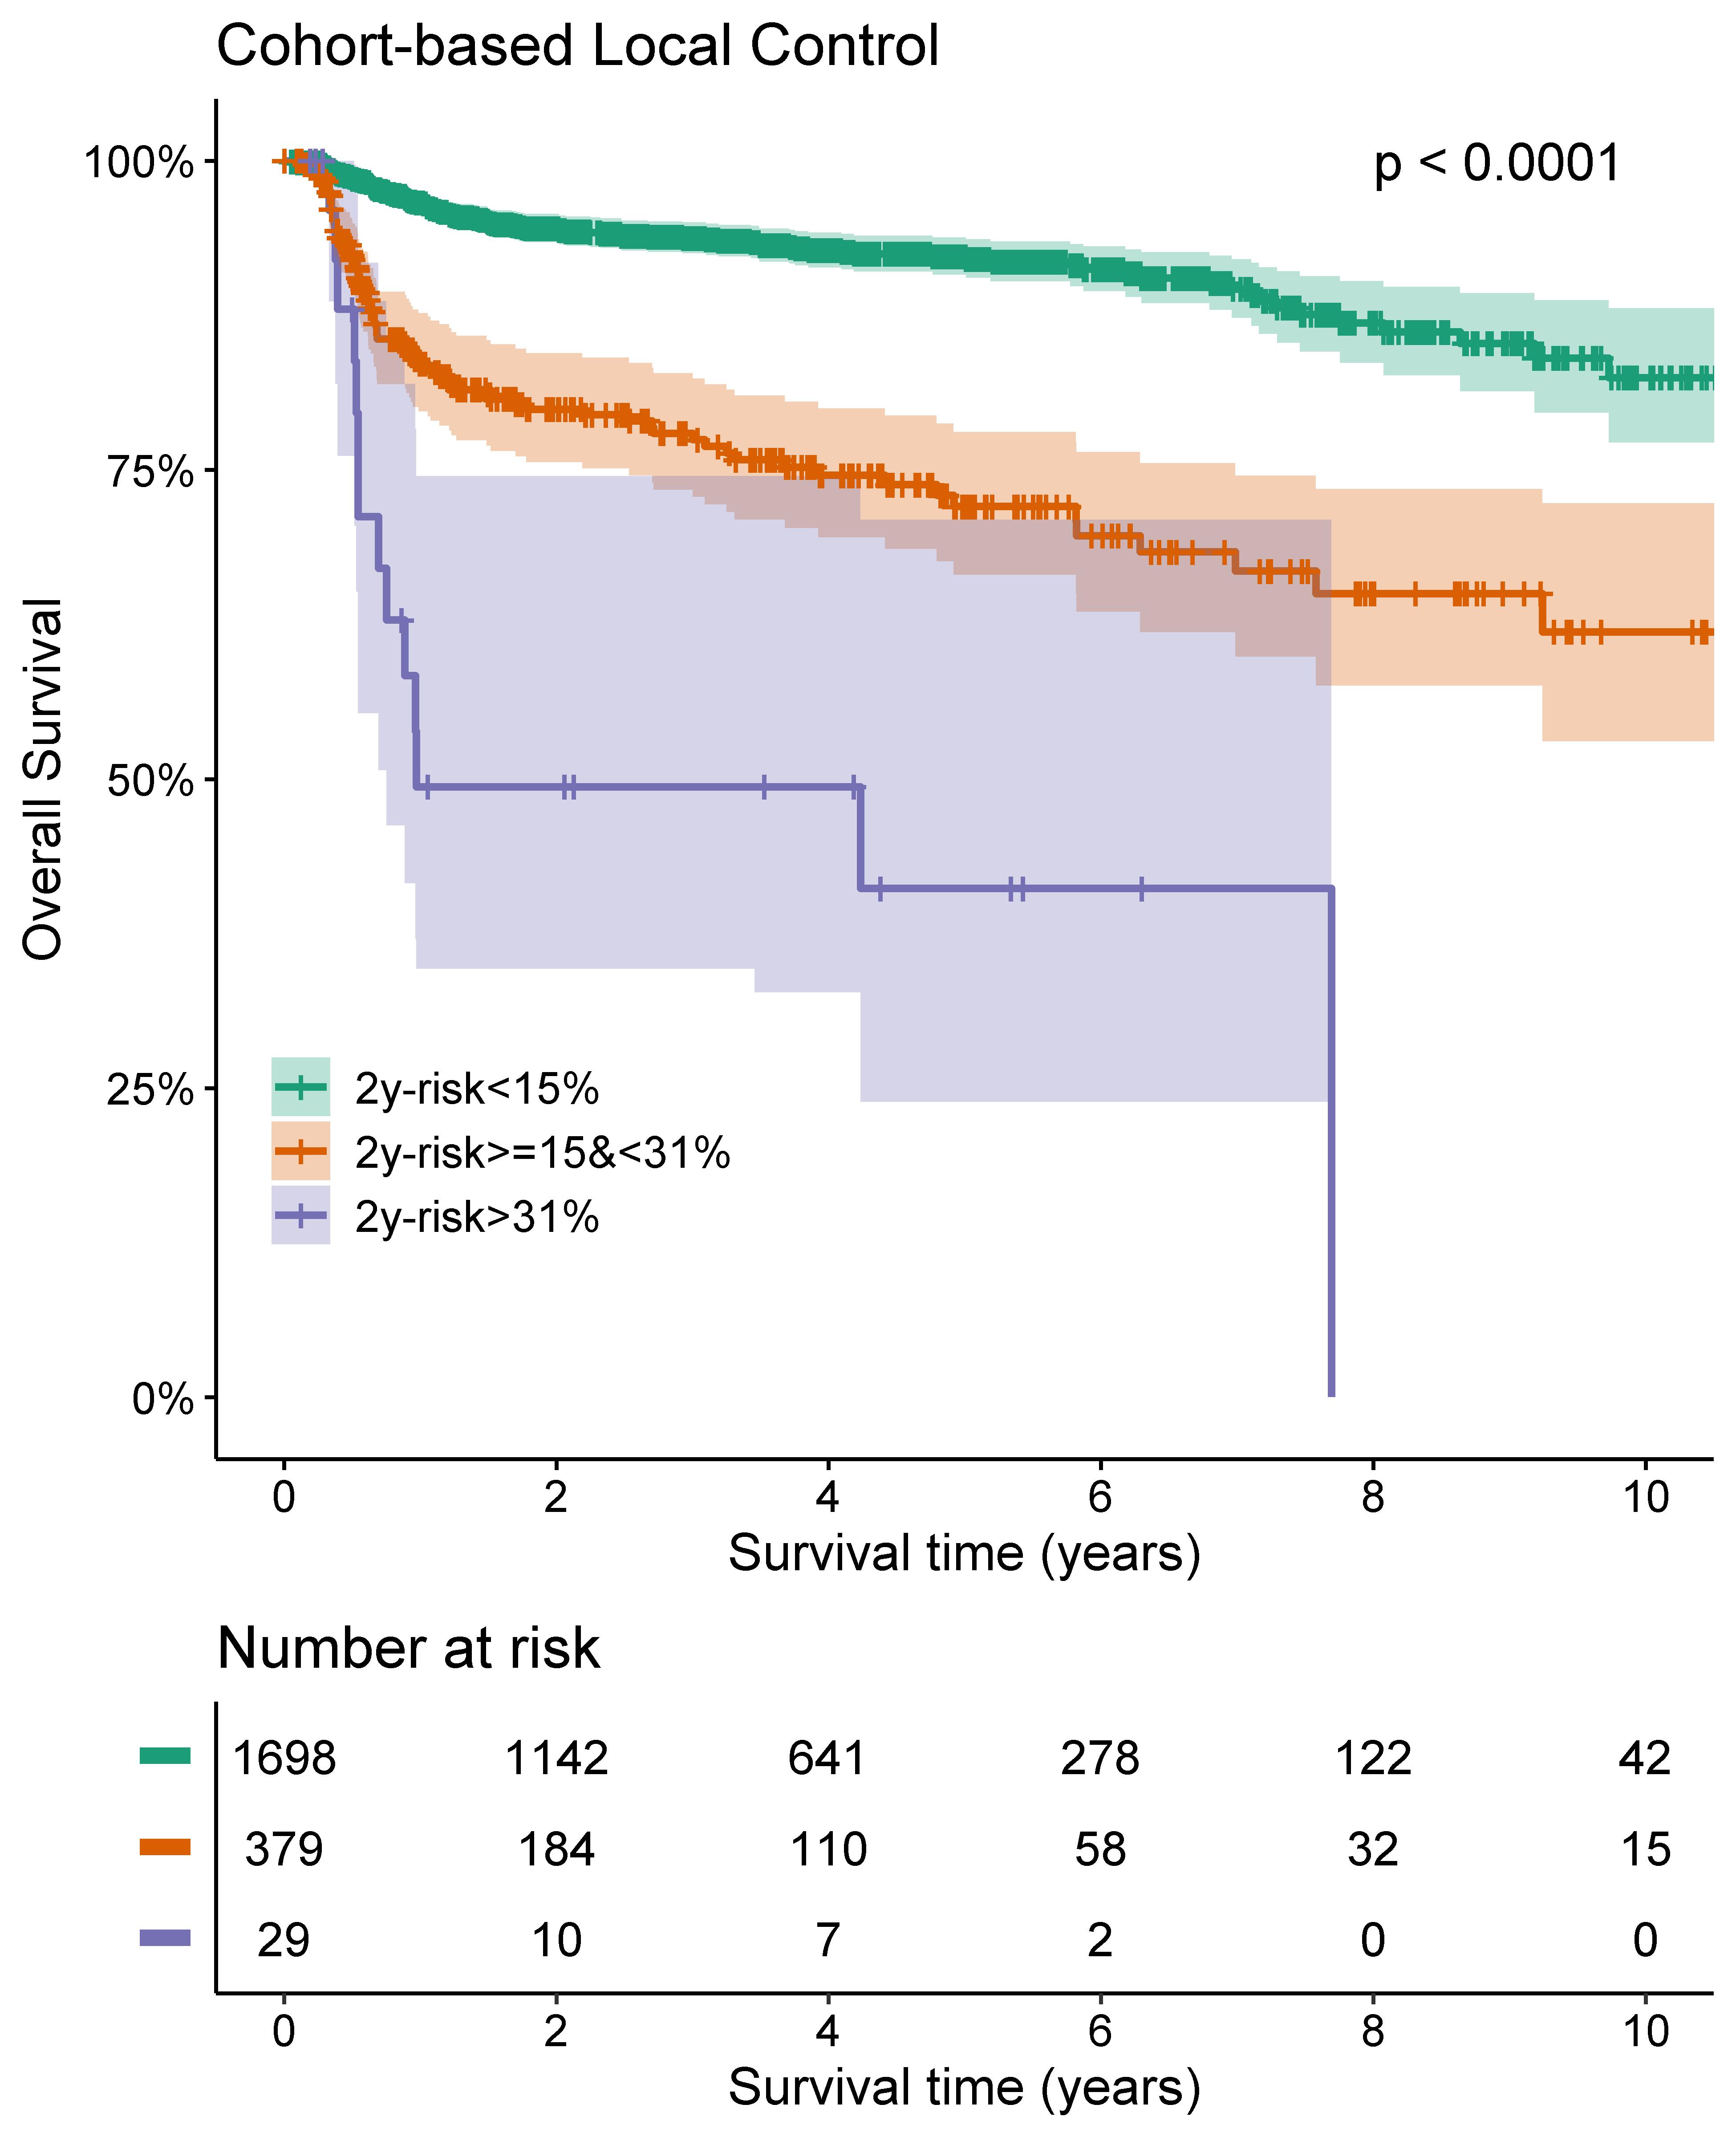 Cohort-based Local Control
p < 0.0001
100%
75%
50%
25%
0%
Overall Survival
2y-risk<15%
2y-risk>=15&<31%
2y-risk>31%
0 2 4 6 8 10
Survival time (years)
Number at risk
1698 1142 641 278 122 42
379 184 110 58 32 15
29 10 7 2 0 0
0 2 4 6 8 10
Survival time (years)